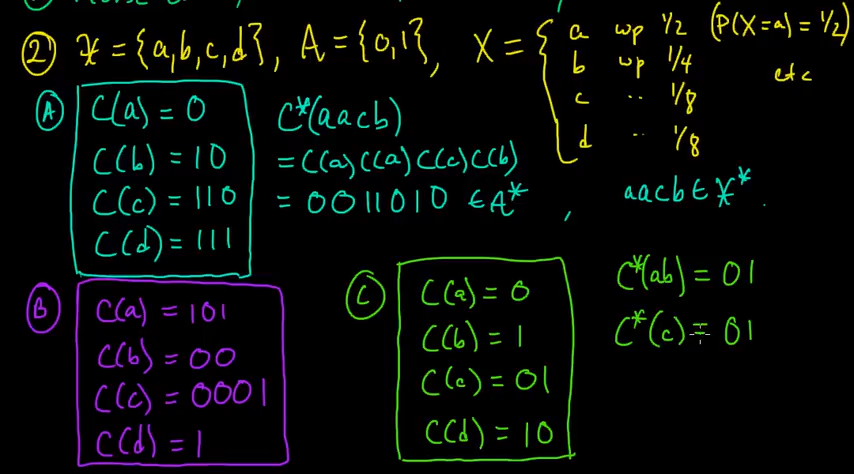 ② 𝒳 = {a,b,c,d}, A = {0,1}, X = { a wp 1/2 (P(X=a) = 1/2)
b wp 1/4 etc
c .. 1/8
d .. 1/8
Ⓐ C(a) = 0
C(b) = 10
C(c) = 110
C(d) = 111
C*(aacb)
= C(a)C(a)C(c)C(b)
= 0011010 ∈ A* , aacb ∈ 𝒳* .
Ⓑ C(a) = 101
C(b) = 00
C(c) = 0001
C(d) = 1
Ⓒ C(a) = 0
C(b) = 1
C(c) = 01
C(d) = 10
C*(ab) = 01
C*(c) = 01